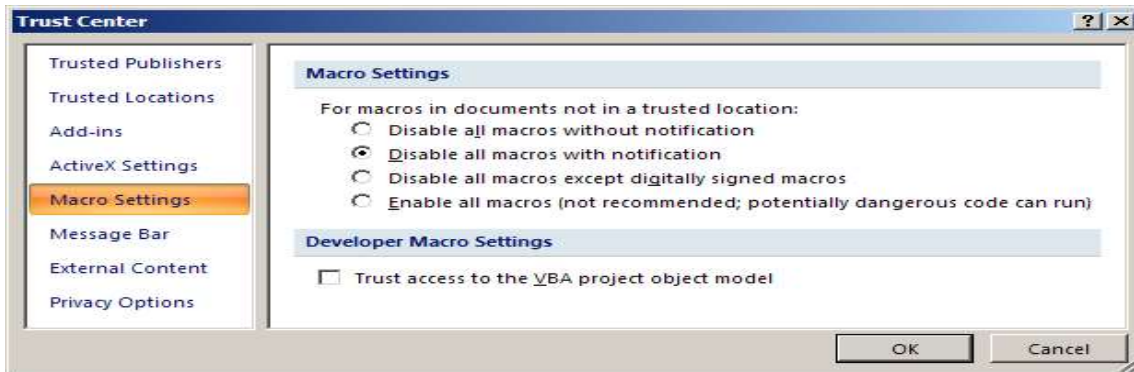 Trust Center
Trusted Publishers
Trusted Locations
Add-ins
ActiveX Settings
Macro Settings
Message Bar
External Content
Privacy Options
Macro Settings
For macros in documents not in a trusted location:
Disable all macros without notification
Disable all macros with notification
Disable all macros except digitally signed macros
Enable all macros (not recommended; potentially dangerous code can run)
Developer Macro Settings
Trust access to the VBA project object model
OK
Cancel